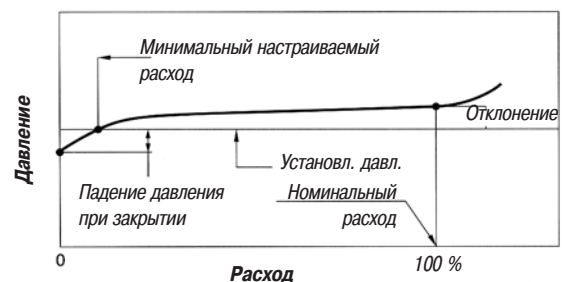 Минимальный настраиваемый
расход
Отклонение
Давление
Установл. давл.
Падение давления
при закрытии
Номинальный
расход
0
100 %
Расход